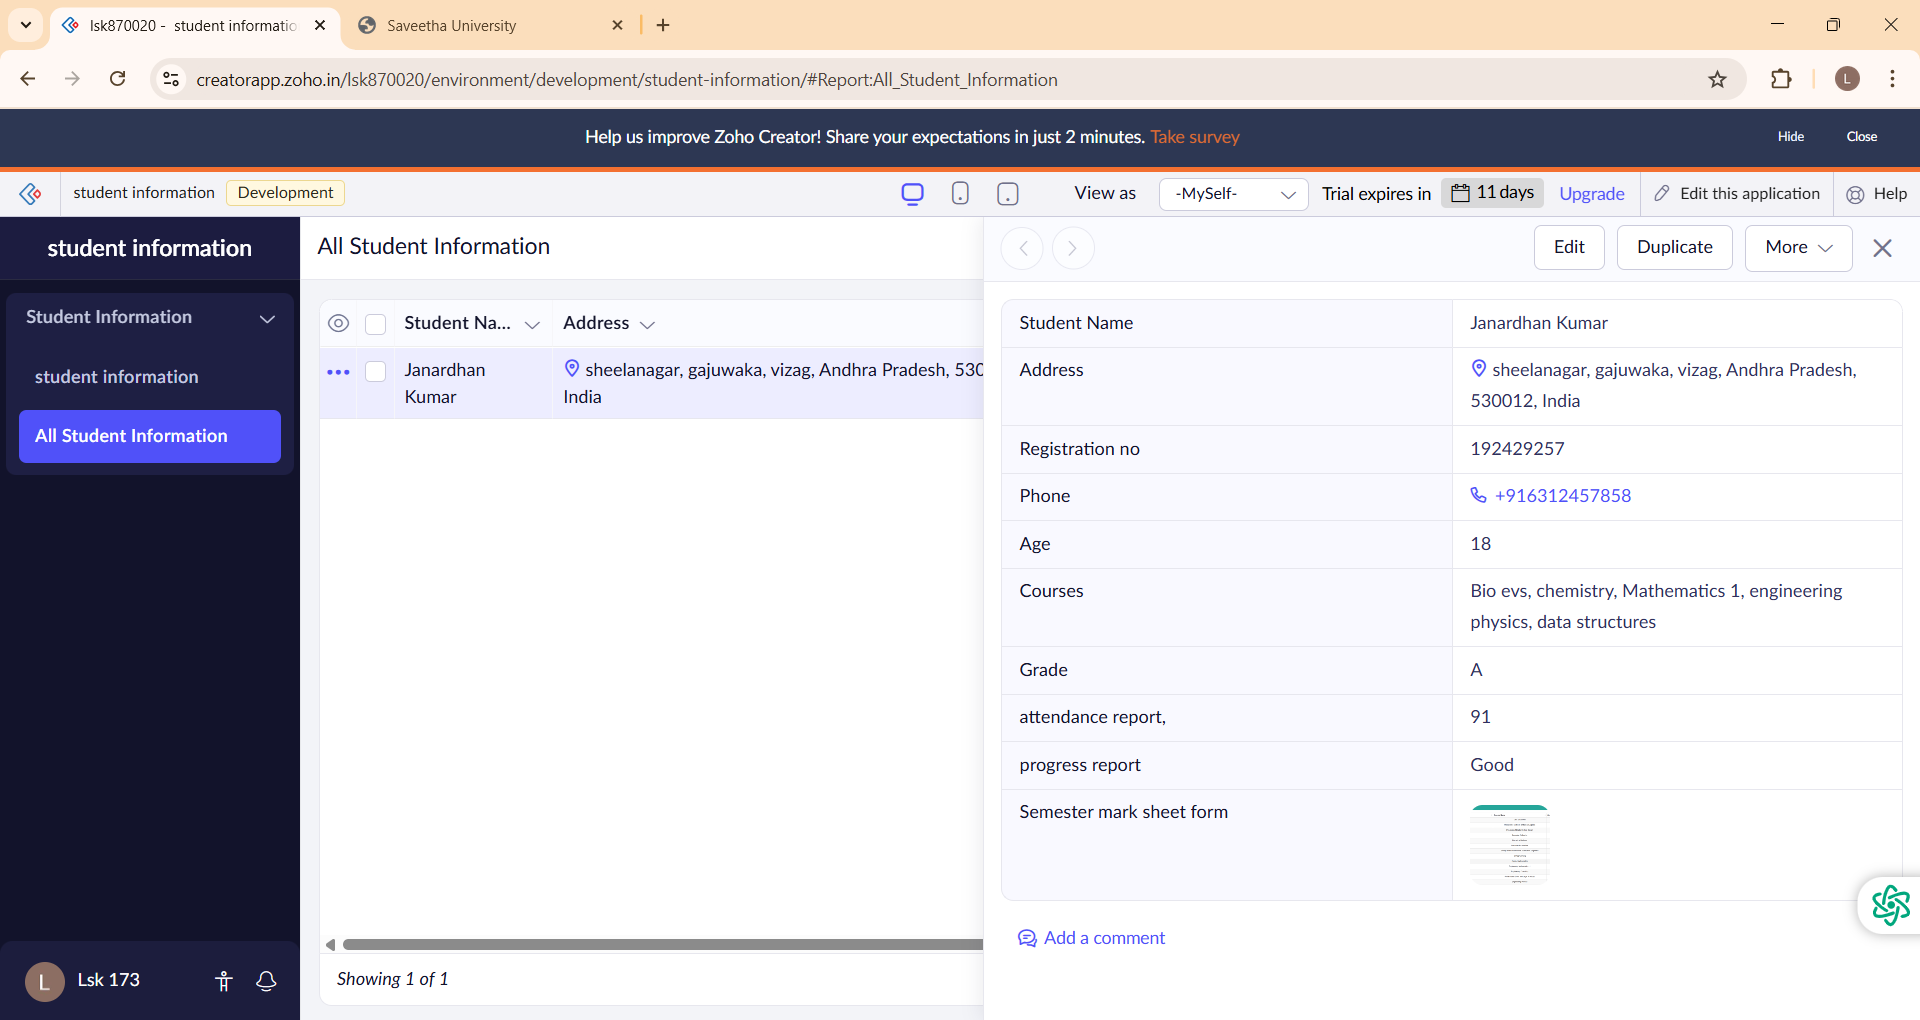 lsk870020 - student informatio
Saveetha University
creatorapp.zoho.in/lsk870020/environment/development/student-information/#Report:All_Student_Information
L
Help us improve Zoho Creator! Share your expectations in just 2 minutes. Take survey
Hide
Close
student information
Development
View as
-MySelf-
Trial expires in
11 days
Upgrade
Edit this application
Help
student information
Student Information
student information
All Student Information
L
Lsk 173
All Student Information
Student Na...
Address
Janardhan
Kumar
sheelanagar, gajuwaka, vizag, Andhra Pradesh, 530
India
Showing 1 of 1
Edit
Duplicate
More
Student Name
Janardhan Kumar
Address
sheelanagar, gajuwaka, vizag, Andhra Pradesh,
530012, India
Registration no
192429257
Phone
+916312457858
Age
18
Courses
Bio evs, chemistry, Mathematics 1, engineering
physics, data structures
Grade
A
attendance report,
91
progress report
Good
Semester mark sheet form
Add a comment